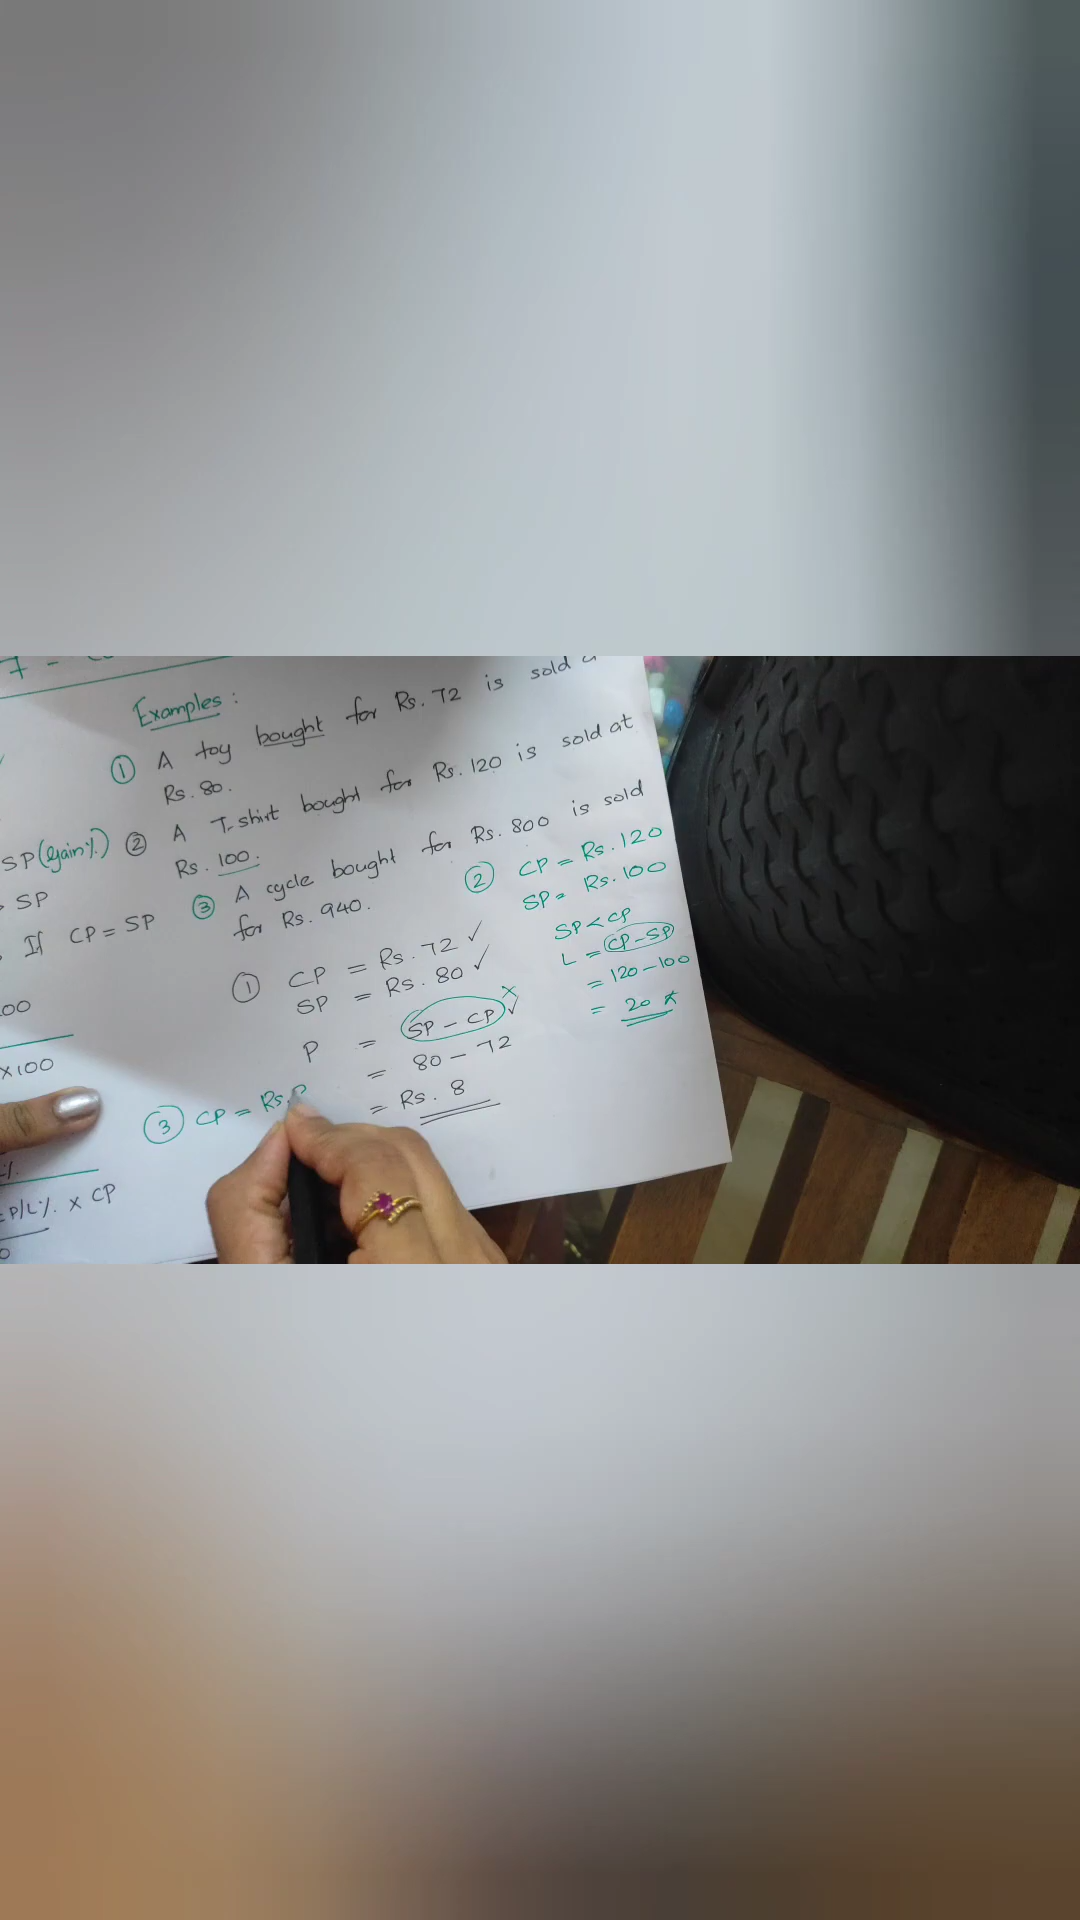 7 -
Examples :
① A toy bought for Rs. 72 is sold
Rs. 80.
SP (gain%) ② A T-shirt bought for Rs. 120 is sold at
Rs. 100.
SP
③ A cycle bought for Rs. 800 is sold
for Rs. 940.
If CP = SP
① CP = Rs. 72 ✓
SP = Rs. 80 ✓
P = SP - CP ✓
= 80 - 72
= Rs. 8
② CP = Rs. 120
SP = Rs. 100
SP < CP
L = CP - SP
= 120 - 100
= 20
00
x 100
③ CP = Rs.
%.
= P/L%. x CP
0